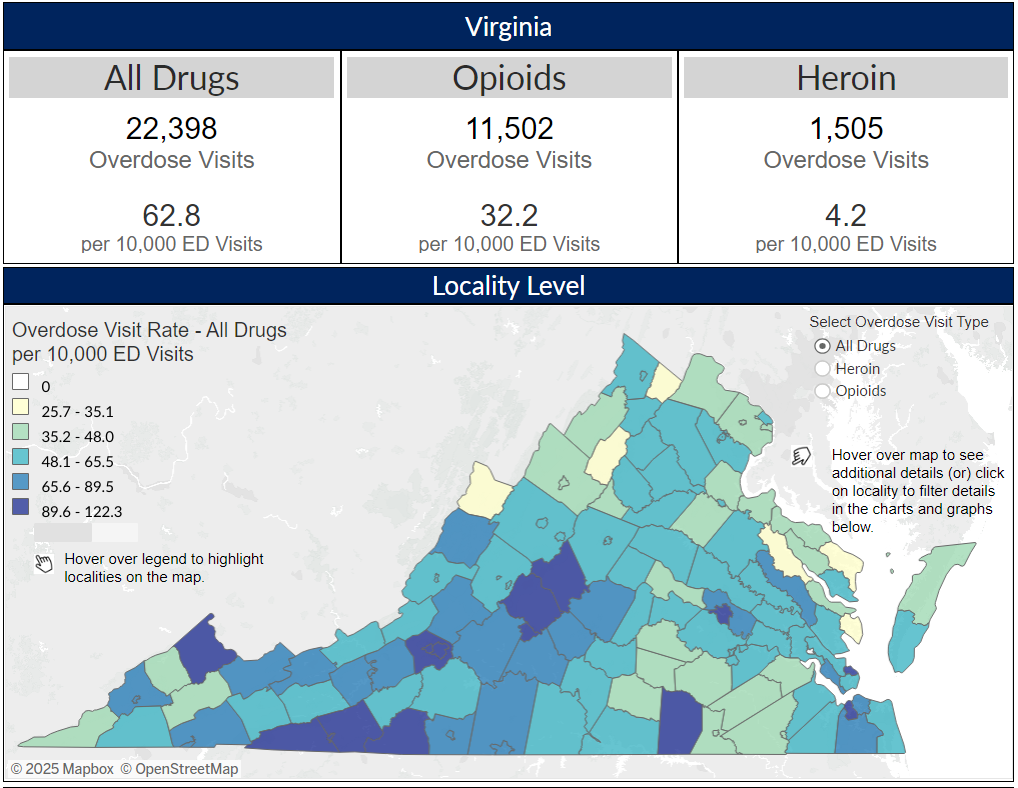 Virginia
All Drugs
22,398
Overdose Visits
62.8
per 10,000 ED Visits
Opioids
11,502
Overdose Visits
32.2
per 10,000 ED Visits
Heroin
1,505
Overdose Visits
4.2
per 10,000 ED Visits
Locality Level
Overdose Visit Rate - All Drugs
per 10,000 ED Visits
0
25.7 - 35.1
35.2 - 48.0
48.1 - 65.5
65.6 - 89.5
89.6 - 122.3
Hover over legend to highlight
localities on the map.
Select Overdose Visit Type
All Drugs
Heroin
Opioids
Hover over map to see
additional details (or) click
on locality to filter details
in the charts and graphs
below.
© 2025 Mapbox © OpenStreetMap